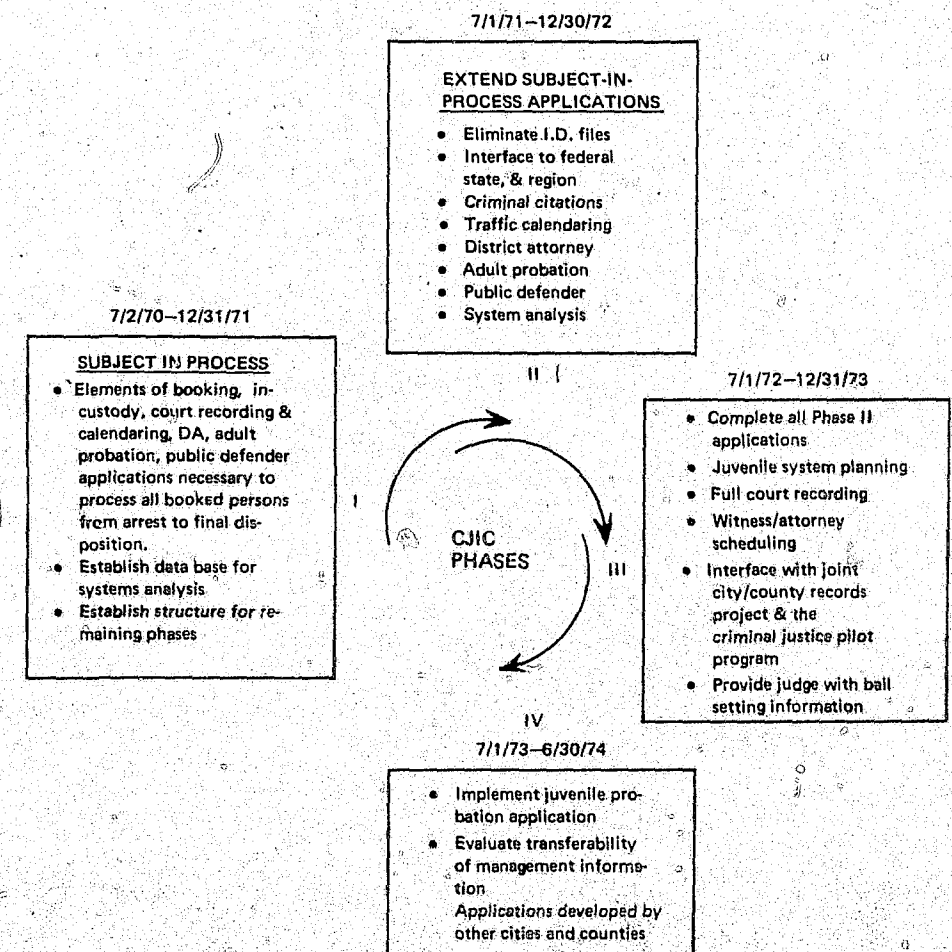 7/1/71–12/30/72
EXTEND SUBJECT-IN-
PROCESS APPLICATIONS
• Eliminate I.D. files
• Interface to federal
state, & region
• Criminal citations
• Traffic calendaring
• District attorney
• Adult probation
• Public defender
• System analysis
7/2/70–12/31/71
SUBJECT IN PROCESS
• Elements of booking, in-
custody, court recording &
calendaring, DA, adult
probation, public defender
applications necessary to
process all booked persons
from arrest to final dis-
position.
• Establish data base for
systems analysis
• Establish structure for re-
maining phases
I
II
CJIC
PHASES
III
7/1/72–12/31/73
• Complete all Phase II
applications
• Juvenile system planning
• Full court recording
• Witness/attorney
scheduling
• Interface with joint
city/county records
project & the
criminal justice pilot
program
• Provide judge with bail
setting information
IV
7/1/73–6/30/74
• Implement juvenile pro-
bation application
• Evaluate transferability
of management informa-
tion
Applications developed by
other cities and counties